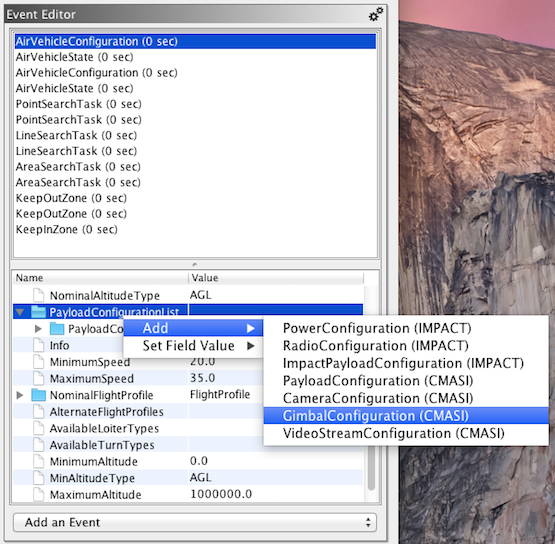 Event Editor
AirVehicleConfiguration (0 sec)
AirVehicleState (0 sec)
AirVehicleConfiguration (0 sec)
AirVehicleState (0 sec)
PointSearchTask (0 sec)
PointSearchTask (0 sec)
LineSearchTask (0 sec)
LineSearchTask (0 sec)
AreaSearchTask (0 sec)
AreaSearchTask (0 sec)
KeepOutZone (0 sec)
KeepOutZone (0 sec)
KeepInZone (0 sec)
Name Value
NominalAltitudeType AGL
PayloadConfigurationList
PayloadCo
Info
MinimumSpeed 20.0
MaximumSpeed 35.0
NominalFlightProfile FlightProfile
AlternateFlightProfiles
AvailableLoiterTypes
AvailableTurnTypes
MinimumAltitude 0.0
MinAltitudeType AGL
MaximumAltitude 1000000.0
Add
Set Field Value
PowerConfiguration (IMPACT)
RadioConfiguration (IMPACT)
ImpactPayloadConfiguration (IMPACT)
PayloadConfiguration (CMASI)
CameraConfiguration (CMASI)
GimbalConfiguration (CMASI)
VideoStreamConfiguration (CMASI)
Add an Event